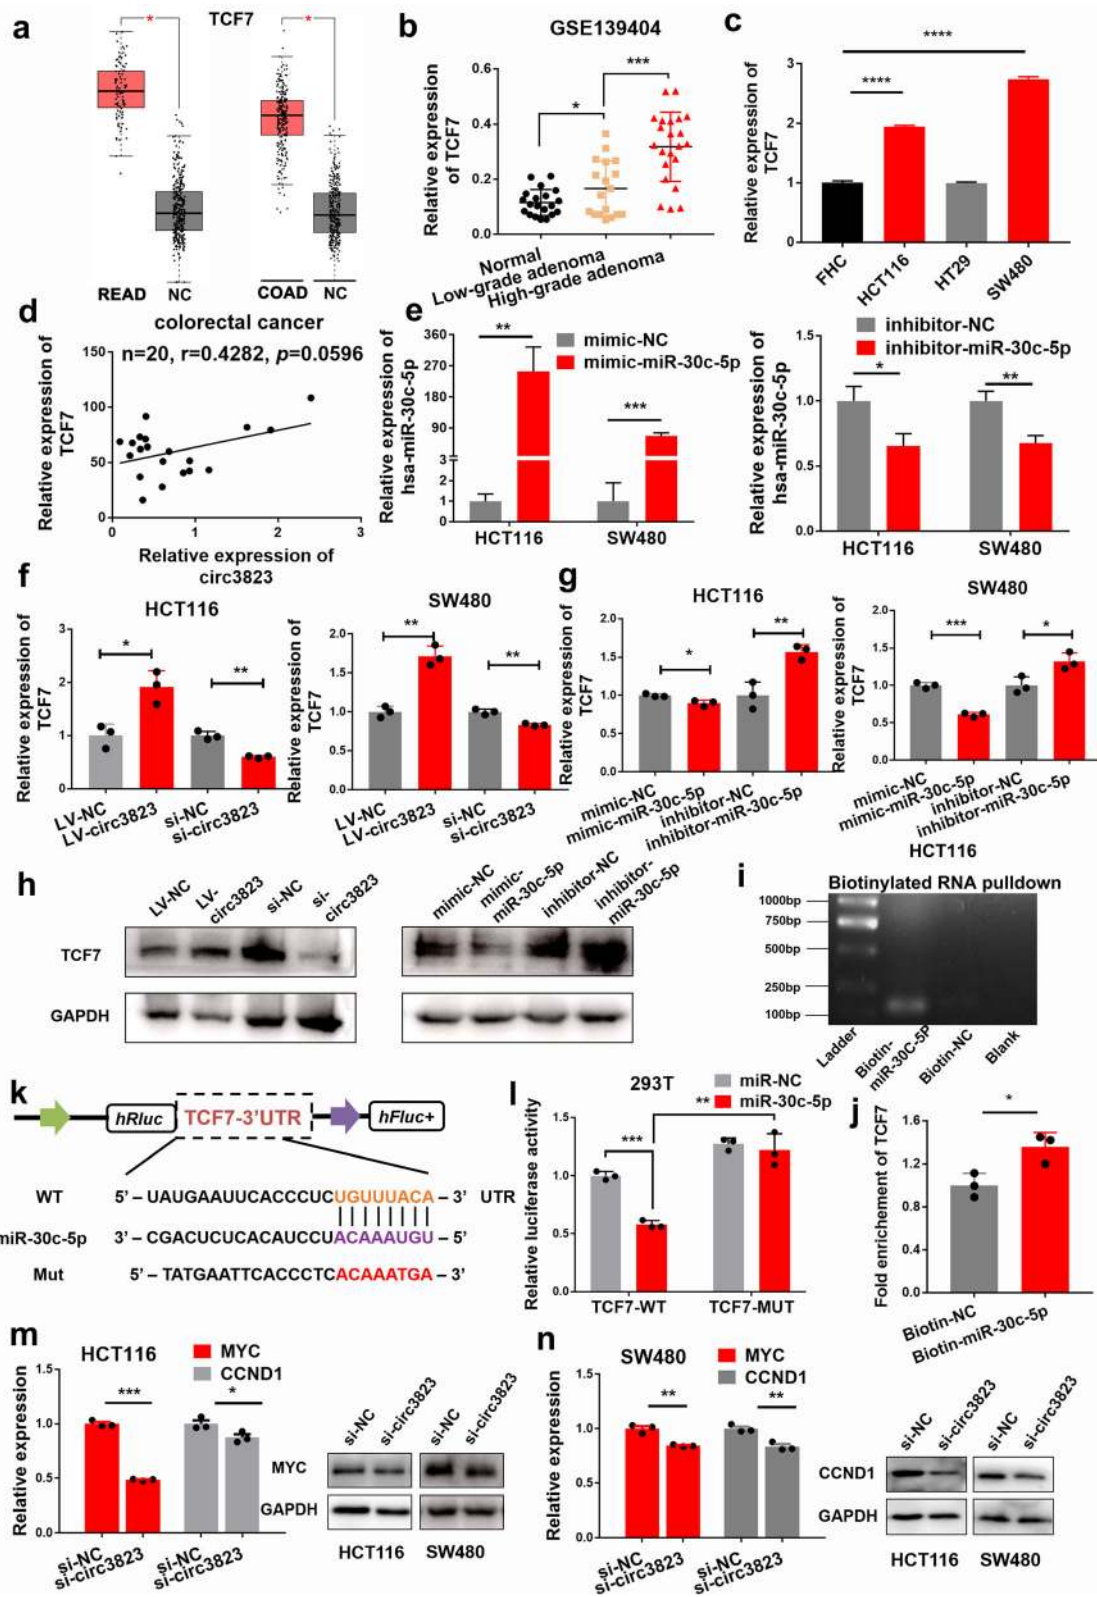 a
TCF7
*
*
READ
NC
COAD
NC
b
GSE139404
Relative expression
of TCF7
0.6
0.4
0.2
0.0
*
***
Normal
Low-grade adenoma
High-grade adenoma
c
Relative expression of
TCF7
3
2
1
0
****
****
FHC
HCT116
HT29
SW480
d
colorectal cancer
n=20, r=0.4282, p=0.0596
Relative expression of
TCF7
150
100
50
0
0
1
2
3
Relative expression of
circ3823
e
Relative expression of
hsa-miR-30c-5p
360
270
180
90
3
2
1
0
**
***
mimic-NC
mimic-miR-30c-5p
HCT116
SW480
Relative expression of
hsa-miR-30c-5p
1.5
1.0
0.5
0.0
inhibitor-NC
inhibitor-miR-30c-5p
*
**
HCT116
SW480
f
HCT116
Relative expression of
TCF7
3
2
1
0
*
**
LV-NC
LV-circ3823
si-NC
si-circ3823
SW480
Relative expression of
TCF7
2.0
1.5
1.0
0.5
0.0
**
**
LV-NC
LV-circ3823
si-NC
si-circ3823
g
HCT116
Relative expression of
TCF7
2.0
1.5
1.0
0.5
0.0
*
**
mimic-NC
mimic-miR-30c-5p
inhibitor-NC
inhibitor-miR-30c-5p
SW480
Relative expression of
TCF7
2.0
1.5
1.0
0.5
0.0
***
*
mimic-NC
mimic-miR-30c-5p
inhibitor-NC
inhibitor-miR-30c-5p
h
LV-NC
LV-
circ3823
si-NC
si-
circ3823
mimic-NC
mimic-
miR-30c-5p
inhibitor-NC
inhibitor-
miR-30c-5p
TCF7
GAPDH
i
HCT116
Biotinylated RNA pulldown
1000bp
750bp
500bp
250bp
100bp
Ladder
Biotin-
miR-30C-5P
Biotin-NC
Blank
k
hRluc
TCF7-3'UTR
hFluc+
WT 5' – UAUGAAUUCACCCUCUGUUUACA – 3' UTR
miR-30c-5p 3' – CGACUCUCACAUCCUACAAAUGU – 5'
Mut 5' – TATGAATTCACCCTCACAAATGA – 3'
l
293T
miR-NC
miR-30c-5p
Relative luciferase activity
1.5
1.0
0.5
0.0
***
**
TCF7-WT
TCF7-MUT
j
Fold enrichement of TCF7
1.6
1.2
0.8
0.4
0.0
*
Biotin-NC
Biotin-miR-30c-5p
m
HCT116
MYC
CCND1
Relative expression
1.0
0.5
0.0
***
*
si-NC
si-circ3823
si-NC
si-circ3823
si-NC
si-circ3823
si-NC
si-circ3823
MYC
GAPDH
HCT116
SW480
n
SW480
MYC
CCND1
Relative expression
1.5
1.0
0.5
0.0
**
**
si-NC
si-circ3823
si-NC
si-circ3823
si-NC
si-circ3823
si-NC
si-circ3823
CCND1
GAPDH
HCT116
SW480